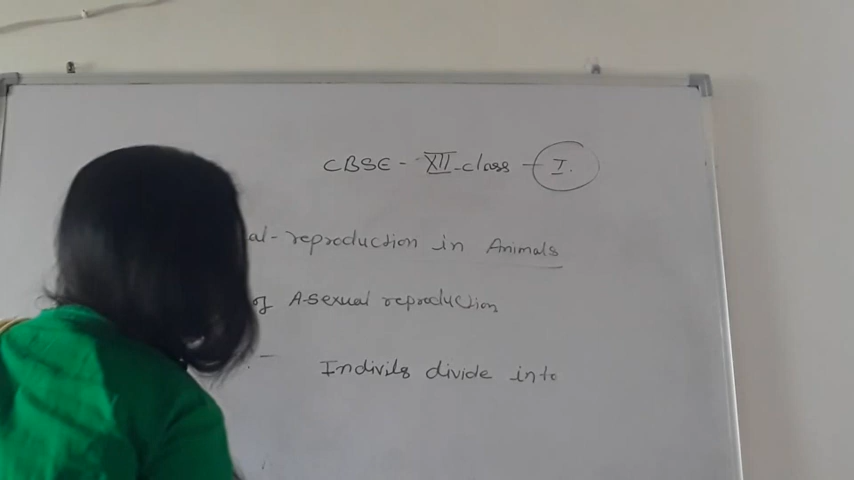 CBSE - XII-class - I.
al-reproduction in Animals
of A-sexual reproduction
:- Indivils divide into